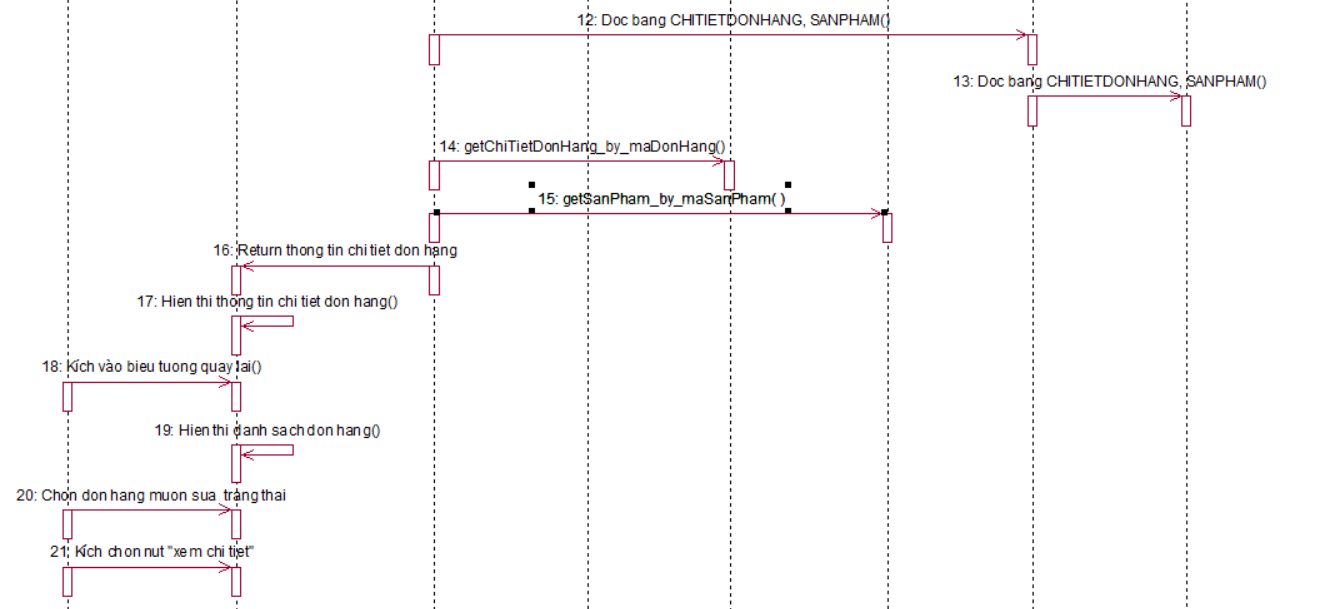 12: Doc bang CHITIETDONHANG, SANPHAM()
13: Doc bang CHITIETDONHANG, SANPHAM()
14: getChiTietDonHang_by_maDonHang()
15: getSanPham_by_maSanPham( )
16: Return thong tin chi tiet don hang
17: Hien thi thong tin chi tiet don hang()
18: Kích vào bieu tuong quay lai()
19: Hien thi danh sach don hang()
20: Chon don hang muon sua trang thai
21: Kích chon nut "xem chi tiet"